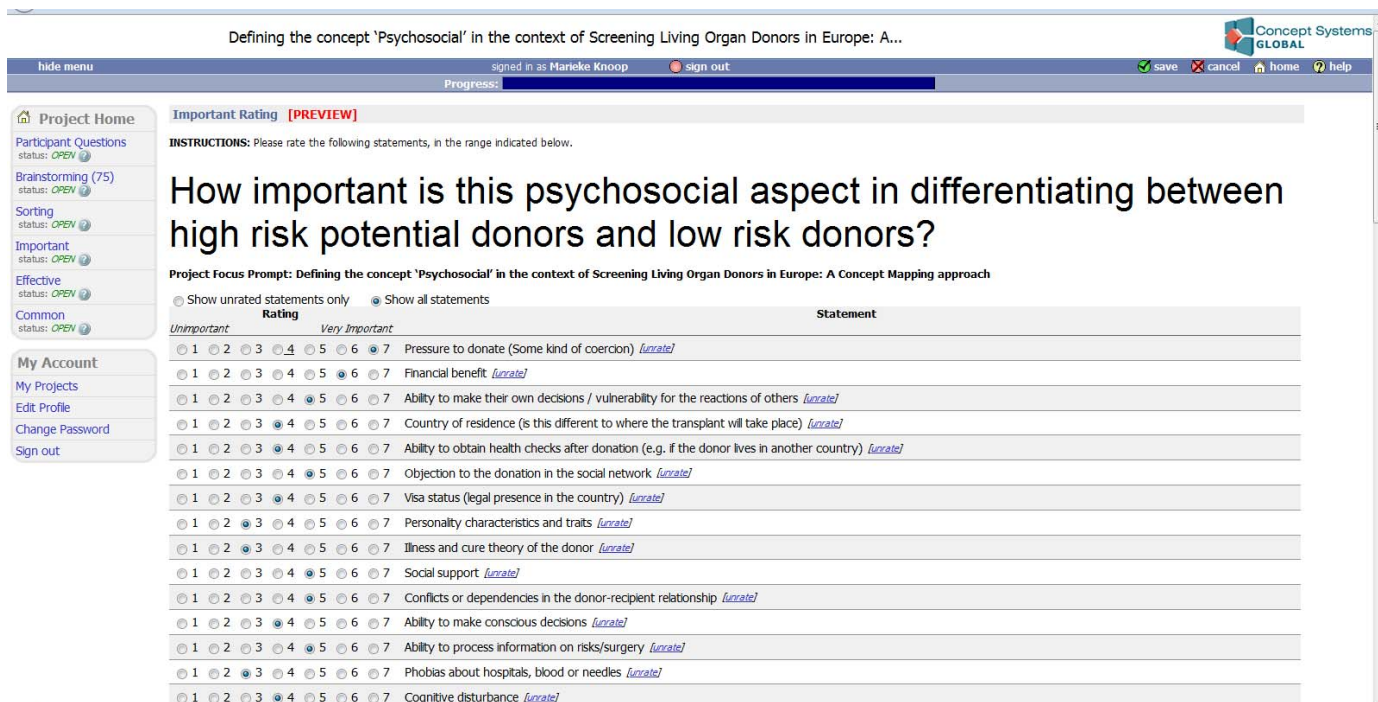 Defining the concept ‘Psychosocial’ in the context of Screening Living Organ Donors in Europe: A...
Concept Systems
GLOBAL
hide menu
signed in as Marieke Knoop
sign out
save cancel home help
Progress:
Project Home
Participant Questions
status: OPEN
Brainstorming (75)
status: OPEN
Sorting
status: OPEN
Important
status: OPEN
Effective
status: OPEN
Common
status: OPEN
My Account
My Projects
Edit Profile
Change Password
Sign out
Important Rating [PREVIEW]
INSTRUCTIONS: Please rate the following statements, in the range indicated below.
How important is this psychosocial aspect in differentiating between
high risk potential donors and low risk donors?
Project Focus Prompt: Defining the concept ‘Psychosocial’ in the context of Screening Living Organ Donors in Europe: A Concept Mapping approach
Show unrated statements only Show all statements
Rating Statement
Unimportant Very Important
1 2 3 4 5 6 7 Pressure to donate (Some kind of coercion) [unrate]
1 2 3 4 5 6 7 Financial benefit [unrate]
1 2 3 4 5 6 7 Ability to make their own decisions / vulnerability for the reactions of others [unrate]
1 2 3 4 5 6 7 Country of residence (is this different to where the transplant will take place) [unrate]
1 2 3 4 5 6 7 Ability to obtain health checks after donation (e.g. if the donor lives in another country) [unrate]
1 2 3 4 5 6 7 Objection to the donation in the social network [unrate]
1 2 3 4 5 6 7 Visa status (legal presence in the country) [unrate]
1 2 3 4 5 6 7 Personality characteristics and traits [unrate]
1 2 3 4 5 6 7 Illness and cure theory of the donor [unrate]
1 2 3 4 5 6 7 Social support [unrate]
1 2 3 4 5 6 7 Conflicts or dependencies in the donor-recipient relationship [unrate]
1 2 3 4 5 6 7 Ability to make conscious decisions [unrate]
1 2 3 4 5 6 7 Ability to process information on risks/surgery [unrate]
1 2 3 4 5 6 7 Phobias about hospitals, blood or needles [unrate]
1 2 3 4 5 6 7 Cognitive disturbance [unrate]